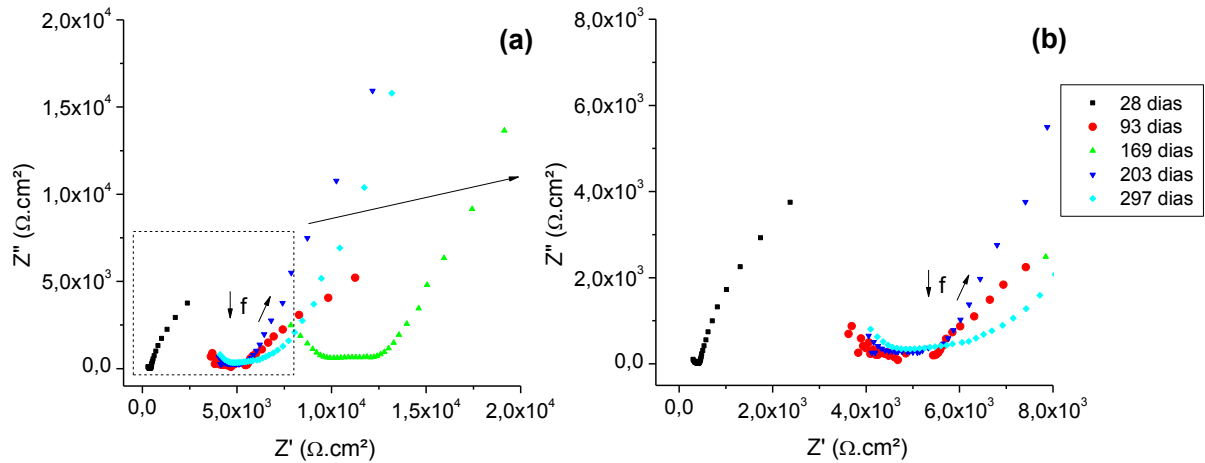 (a)
2,0x10⁴
1,5x10⁴
1,0x10⁴
5,0x10³
0,0
Z'' (Ω.cm²)
f
0,0
5,0x10³
1,0x10⁴
1,5x10⁴
2,0x10⁴
Z' (Ω.cm²)
(b)
8,0x10³
6,0x10³
4,0x10³
2,0x10³
0,0
Z'' (Ω.cm²)
f
0,0
2,0x10³
4,0x10³
6,0x10³
8,0x10³
Z' (Ω.cm²)
28 dias
93 dias
169 dias
203 dias
297 dias